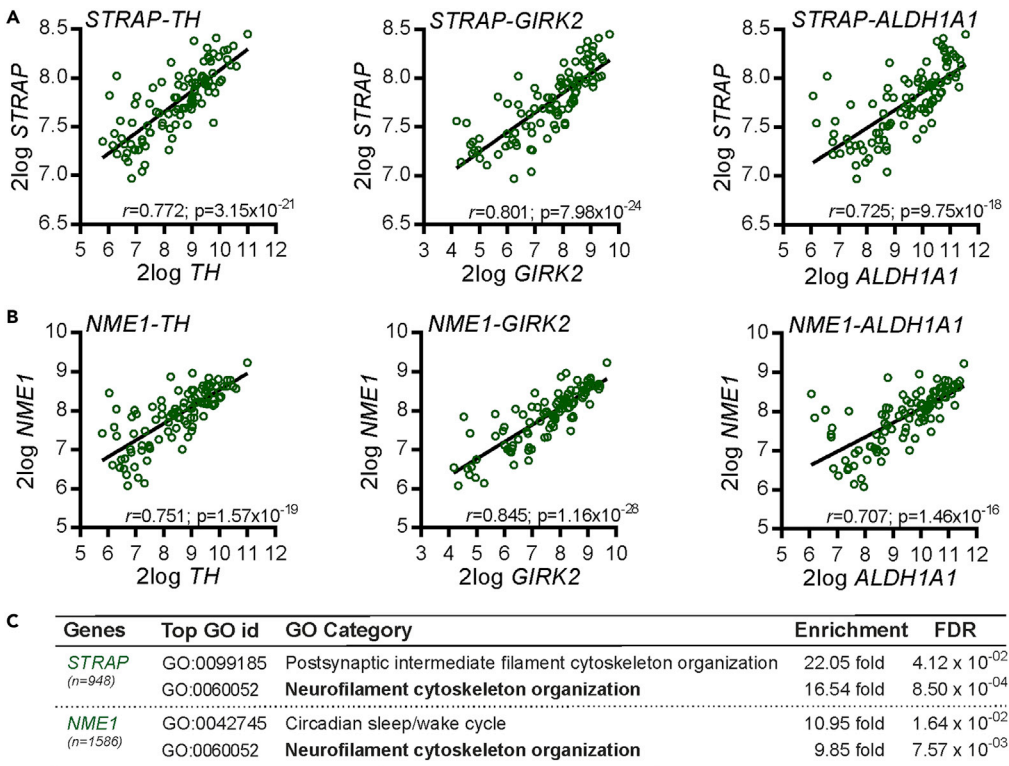 A
STRAP-TH
STRAP-GIRK2
STRAP-ALDH1A1
8.5
8.0
7.5
7.0
6.5
2log STRAP
r=0.772; p=3.15x10-21
5 6 7 8 9 10 11 12
2log TH
8.5
8.0
7.5
7.0
6.5
2log STRAP
r=0.801; p=7.98x10-24
3 4 5 6 7 8 9 10
2log GIRK2
8.5
8.0
7.5
7.0
6.5
2log STRAP
r=0.725; p=9.75x10-18
5 6 7 8 9 10 11 12
2log ALDH1A1
B
NME1-TH
NME1-GIRK2
NME1-ALDH1A1
10
9
8
7
6
5
2log NME1
r=0.751; p=1.57x10-19
5 6 7 8 9 10 11 12
2log TH
10
9
8
7
6
5
2log NME1
r=0.845; p=1.16x10-28
3 4 5 6 7 8 9 10
2log GIRK2
10
9
8
7
6
5
2log NME1
r=0.707; p=1.46x10-16
5 6 7 8 9 10 11 12
2log ALDH1A1
C
Genes Top GO id GO Category Enrichment FDR
STRAP GO:0099185 Postsynaptic intermediate filament cytoskeleton organization 22.05 fold 4.12 x 10-02
(n=948) GO:0060052 Neurofilament cytoskeleton organization 16.54 fold 8.50 x 10-04
NME1 GO:0042745 Circadian sleep/wake cycle 10.95 fold 1.64 x 10-02
(n=1586) GO:0060052 Neurofilament cytoskeleton organization 9.85 fold 7.57 x 10-03